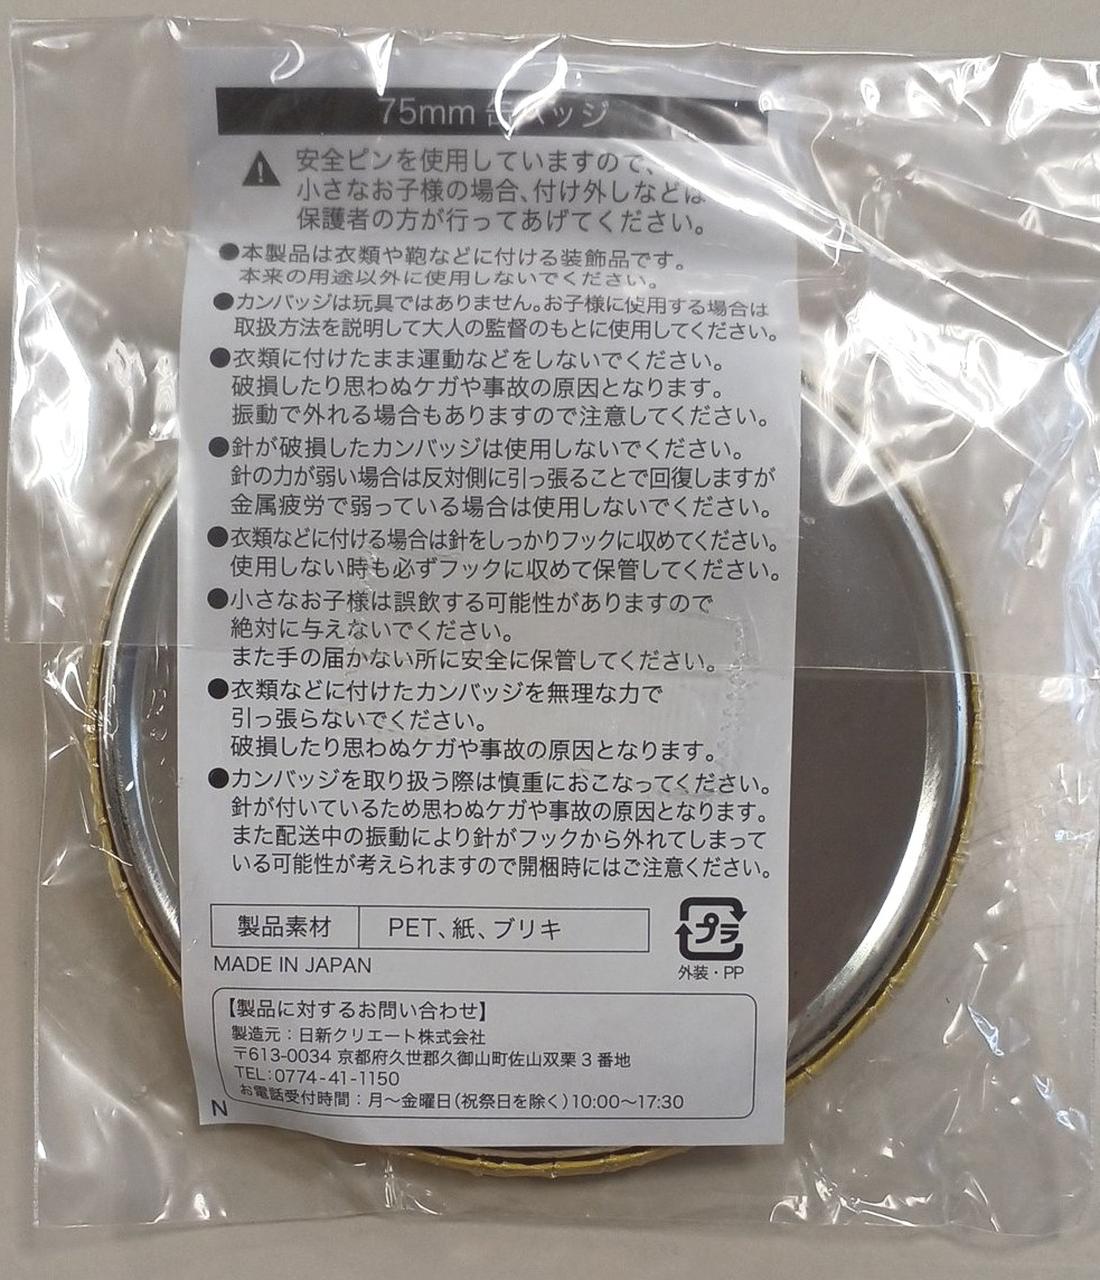 75mm 缶バッジ
安全ピンを使用していますので、
小さなお子様の場合、付け外しなどは
保護者の方が行ってあげてください。
●本製品は衣類や鞄などに付ける装飾品です。
本来の用途以外に使用しないでください。
●カンバッジは玩具ではありません。お子様に使用する場合は
取扱方法を説明して大人の監督のもとに使用してください。
●衣類に付けたまま運動などをしないでください。
破損したり思わぬケガや事故の原因となります。
振動で外れる場合もありますので注意してください。
●針が破損したカンバッジは使用しないでください。
針の力が弱い場合は反対側に引っ張ることで回復しますが
金属疲労で弱っている場合は使用しないでください。
●衣類などに付ける場合は針をしっかりフックに収めてください。
使用しない時も必ずフックに収めて保管してください。
●小さなお子様は誤飲する可能性がありますので
絶対に与えないでください。
また手の届かない所に安全に保管してください。
●衣類などに付けたカンバッジを無理な力で
引っ張らないでください。
破損したり思わぬケガや事故の原因となります。
●カンバッジを取り扱う際は慎重におこなってください。
針が付いているため思わぬケガや事故の原因となります。
また配送中の振動により針がフックから外れてしまって
いる可能性が考えられますので開梱時にはご注意ください。
製品素材 PET、紙、ブリキ
プラ
外装・PP
MADE IN JAPAN
【製品に対するお問い合わせ】
製造元：日新クリエート株式会社
〒613-0034 京都府久世郡久御山町佐山双栗 3 番地
TEL:0774-41-1150
お電話受付時間：月～金曜日(祝祭日を除く)10:00～17:30
N